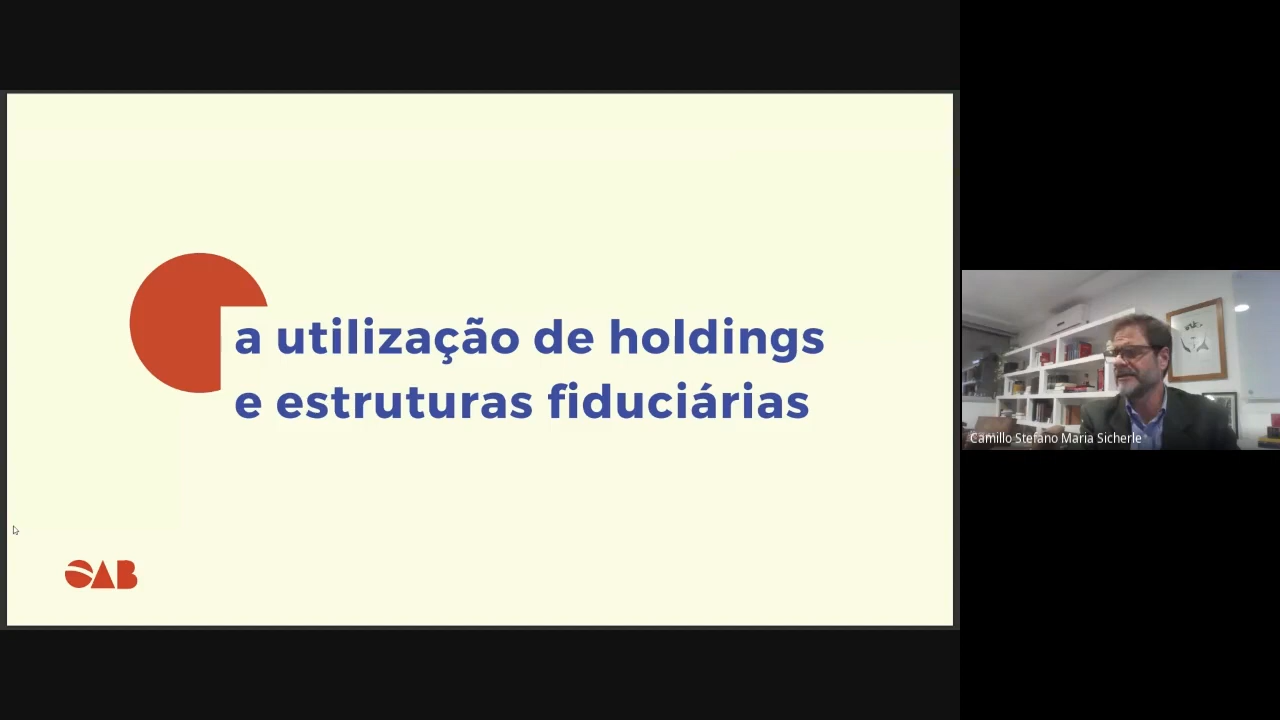 a utilização de holdings
e estruturas fiduciárias
OAB
Camillo Stefano Maria Sicherle